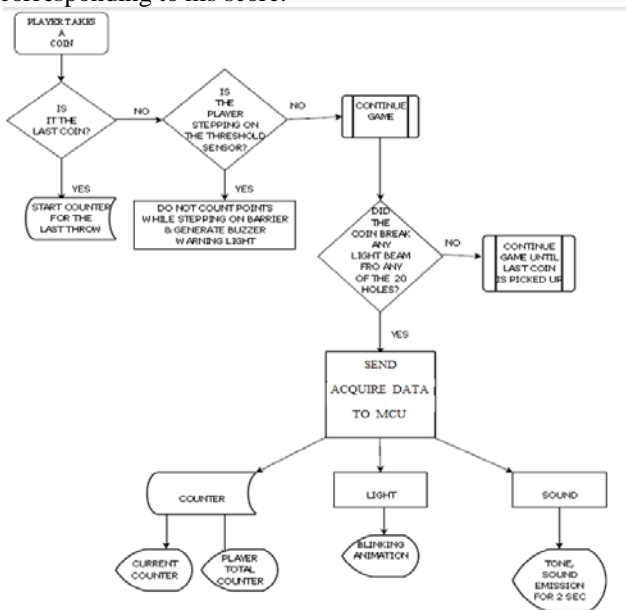 corresponding to his score.
PLAYER TAKES
A
COIN
IS
IT THE
LAST COIN?
NO
IS
THE
PLAYER
STEPPING ON
THE THRESHOLD
SENSOR?
NO
CONTINUE
GAME
YES
START COUNTER
FOR THE
LAST THROW
YES
DO NOT COUNT POINTS
WHILE STEPPING ON BARRIER
& GENERATE BUZZER
WARNING LIGHT
DID
THE
COIN BREAK
ANY
LIGHT BEAM
FRO ANY
OF THE 20
HOLES?
NO
CONTINUE
GAME UNTIL
LAST COIN
IS PICKED UP
YES
SEND
ACQUIRE DATA
TO MCU
COUNTER
LIGHT
SOUND
CURRENT
COUNTER
PLAYER
TOTAL
COUNTER
BLINKING
ANIMATION
TONE,
SOUND
EMISSION
FOR 2 SEC